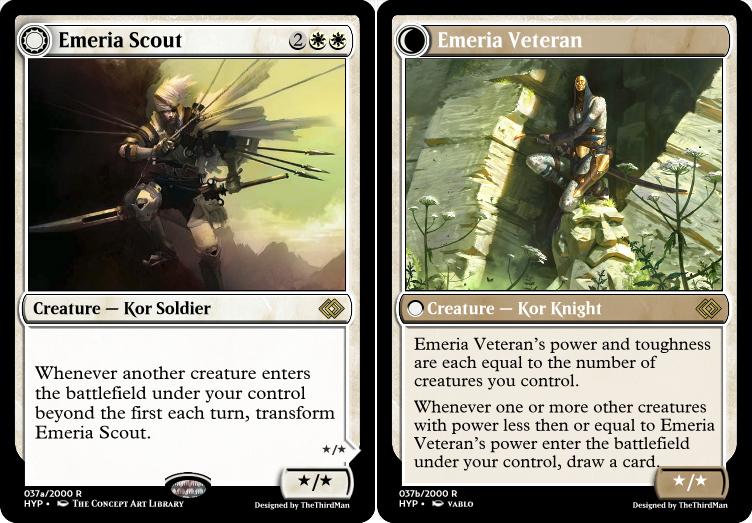 Emeria Scout
2
Creature — Kor Soldier
Whenever another creature enters
the battlefield under your control
beyond the first each turn, transform
Emeria Scout.
★/★
★/★
037a/2000 R
HYP • The Concept Art Library
Designed by TheThirdMan
Emeria Veteran
Creature — Kor Knight
Emeria Veteran's power and toughness
are each equal to the number of
creatures you control.
Whenever one or more other creatures
with power less then or equal to Emeria
Veteran's power enter the battlefield
under your control, draw a card.
★/★
037b/2000 R
HYP • vablo
Designed by TheThirdMan